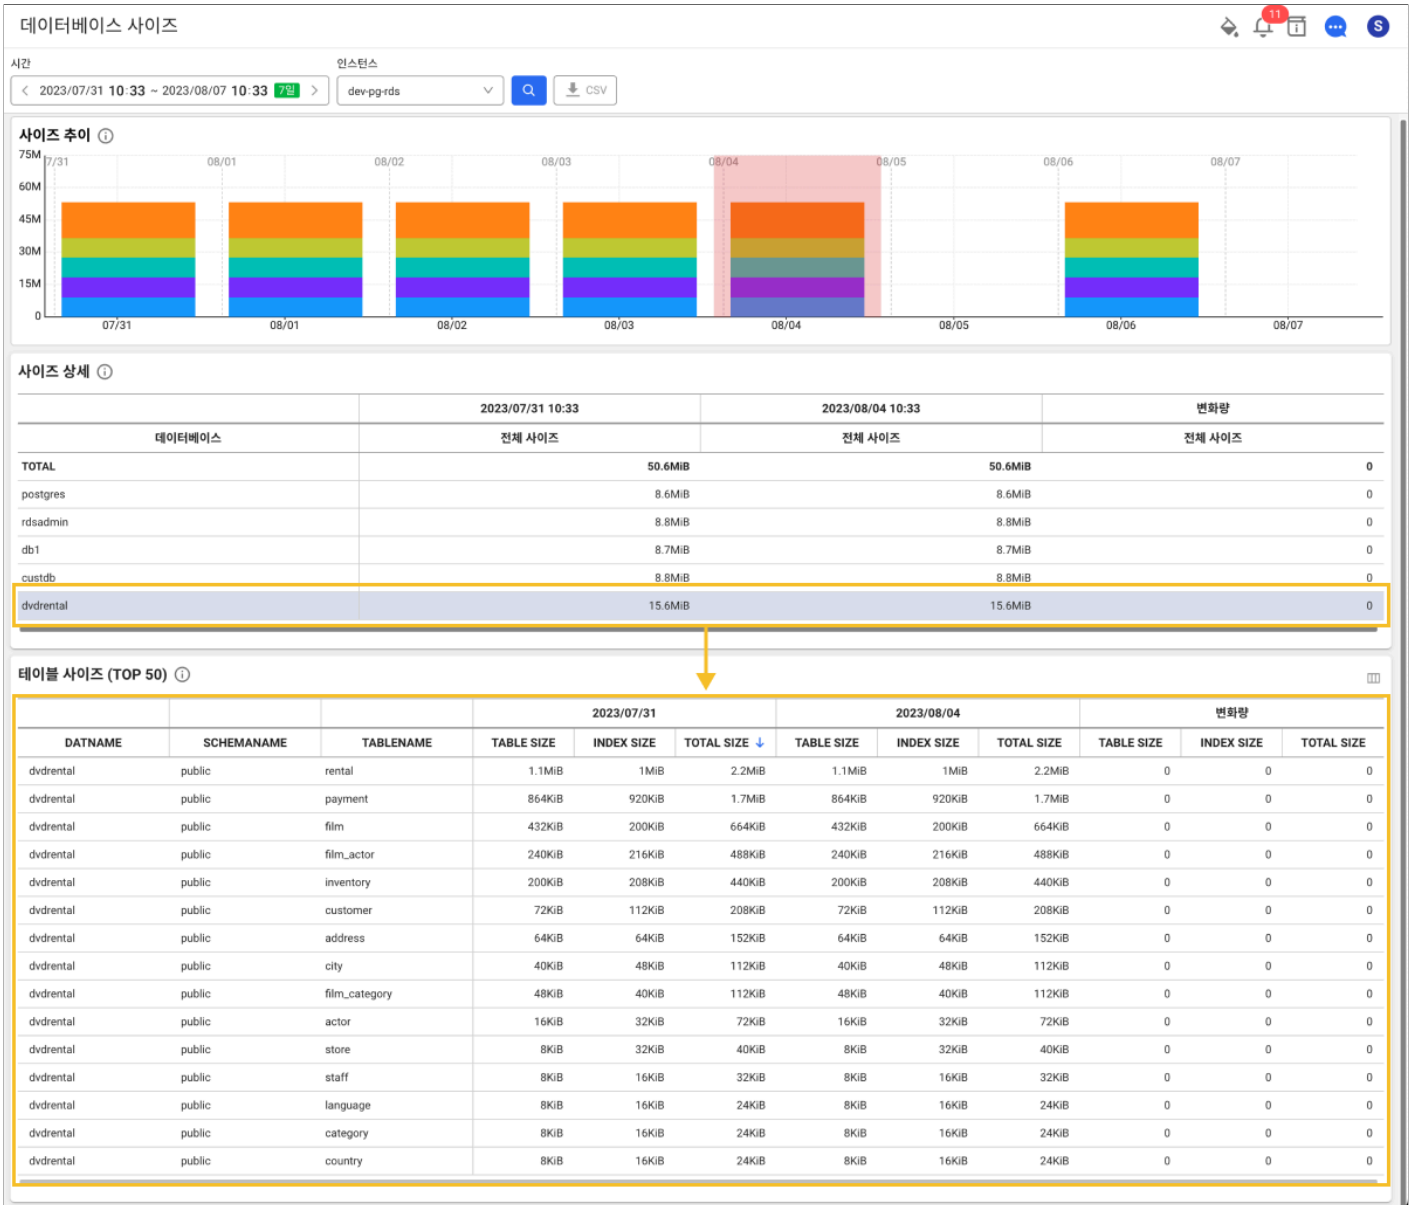 데이터베이스 사이즈
11
S
시간
인스턴스
2023/07/31 10:33 ~ 2023/08/07 10:33 7일
dev-pg-rds
CSV
사이즈 추이
75M 7/31 08/01 08/02 08/03 08/04 08/05 08/06 08/07
60M
45M
30M
15M
0
07/31 08/01 08/02 08/03 08/04 08/05 08/06 08/07
사이즈 상세
2023/07/31 10:33 2023/08/04 10:33 변화량
데이터베이스 전체 사이즈 전체 사이즈 전체 사이즈
TOTAL 50.6MiB 50.6MiB 0
postgres 8.6MiB 8.6MiB 0
rdsadmin 8.8MiB 8.8MiB 0
db1 8.7MiB 8.7MiB 0
custdb 8.8MiB 8.8MiB 0
dvdrental 15.6MiB 15.6MiB 0
테이블 사이즈 (TOP 50)
2023/07/31 2023/08/04 변화량
DATNAME SCHEMANAME TABLENAME TABLE SIZE INDEX SIZE TOTAL SIZE ↓ TABLE SIZE INDEX SIZE TOTAL SIZE TABLE SIZE INDEX SIZE TOTAL SIZE
dvdrental public rental 1.1MiB 1MiB 2.2MiB 1.1MiB 1MiB 2.2MiB 0 0 0
dvdrental public payment 864KiB 920KiB 1.7MiB 864KiB 920KiB 1.7MiB 0 0 0
dvdrental public film 432KiB 200KiB 664KiB 432KiB 200KiB 664KiB 0 0 0
dvdrental public film_actor 240KiB 216KiB 488KiB 240KiB 216KiB 488KiB 0 0 0
dvdrental public inventory 200KiB 208KiB 440KiB 200KiB 208KiB 440KiB 0 0 0
dvdrental public customer 72KiB 112KiB 208KiB 72KiB 112KiB 208KiB 0 0 0
dvdrental public address 64KiB 64KiB 152KiB 64KiB 64KiB 152KiB 0 0 0
dvdrental public city 40KiB 48KiB 112KiB 40KiB 48KiB 112KiB 0 0 0
dvdrental public film_category 48KiB 40KiB 112KiB 48KiB 40KiB 112KiB 0 0 0
dvdrental public actor 16KiB 32KiB 72KiB 16KiB 32KiB 72KiB 0 0 0
dvdrental public store 8KiB 32KiB 40KiB 8KiB 32KiB 40KiB 0 0 0
dvdrental public staff 8KiB 16KiB 32KiB 8KiB 16KiB 32KiB 0 0 0
dvdrental public language 8KiB 16KiB 24KiB 8KiB 16KiB 24KiB 0 0 0
dvdrental public category 8KiB 16KiB 24KiB 8KiB 16KiB 24KiB 0 0 0
dvdrental public country 8KiB 16KiB 24KiB 8KiB 16KiB 24KiB 0 0 0